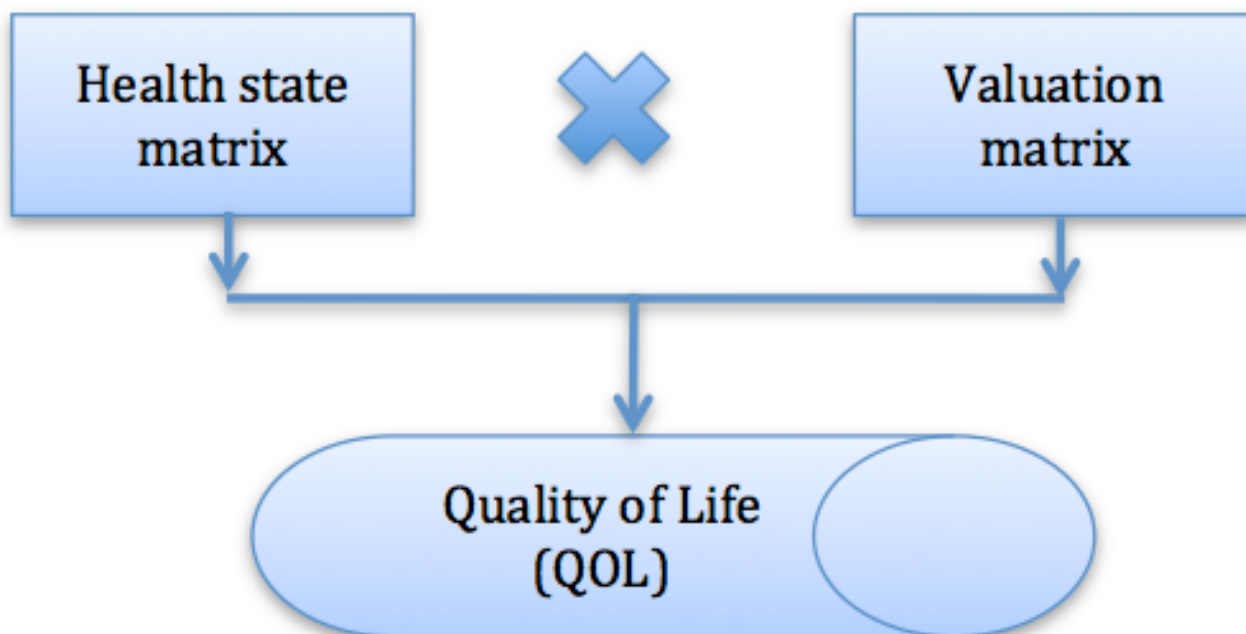 Health state
matrix
Valuation
matrix
Quality of Life
(QOL)